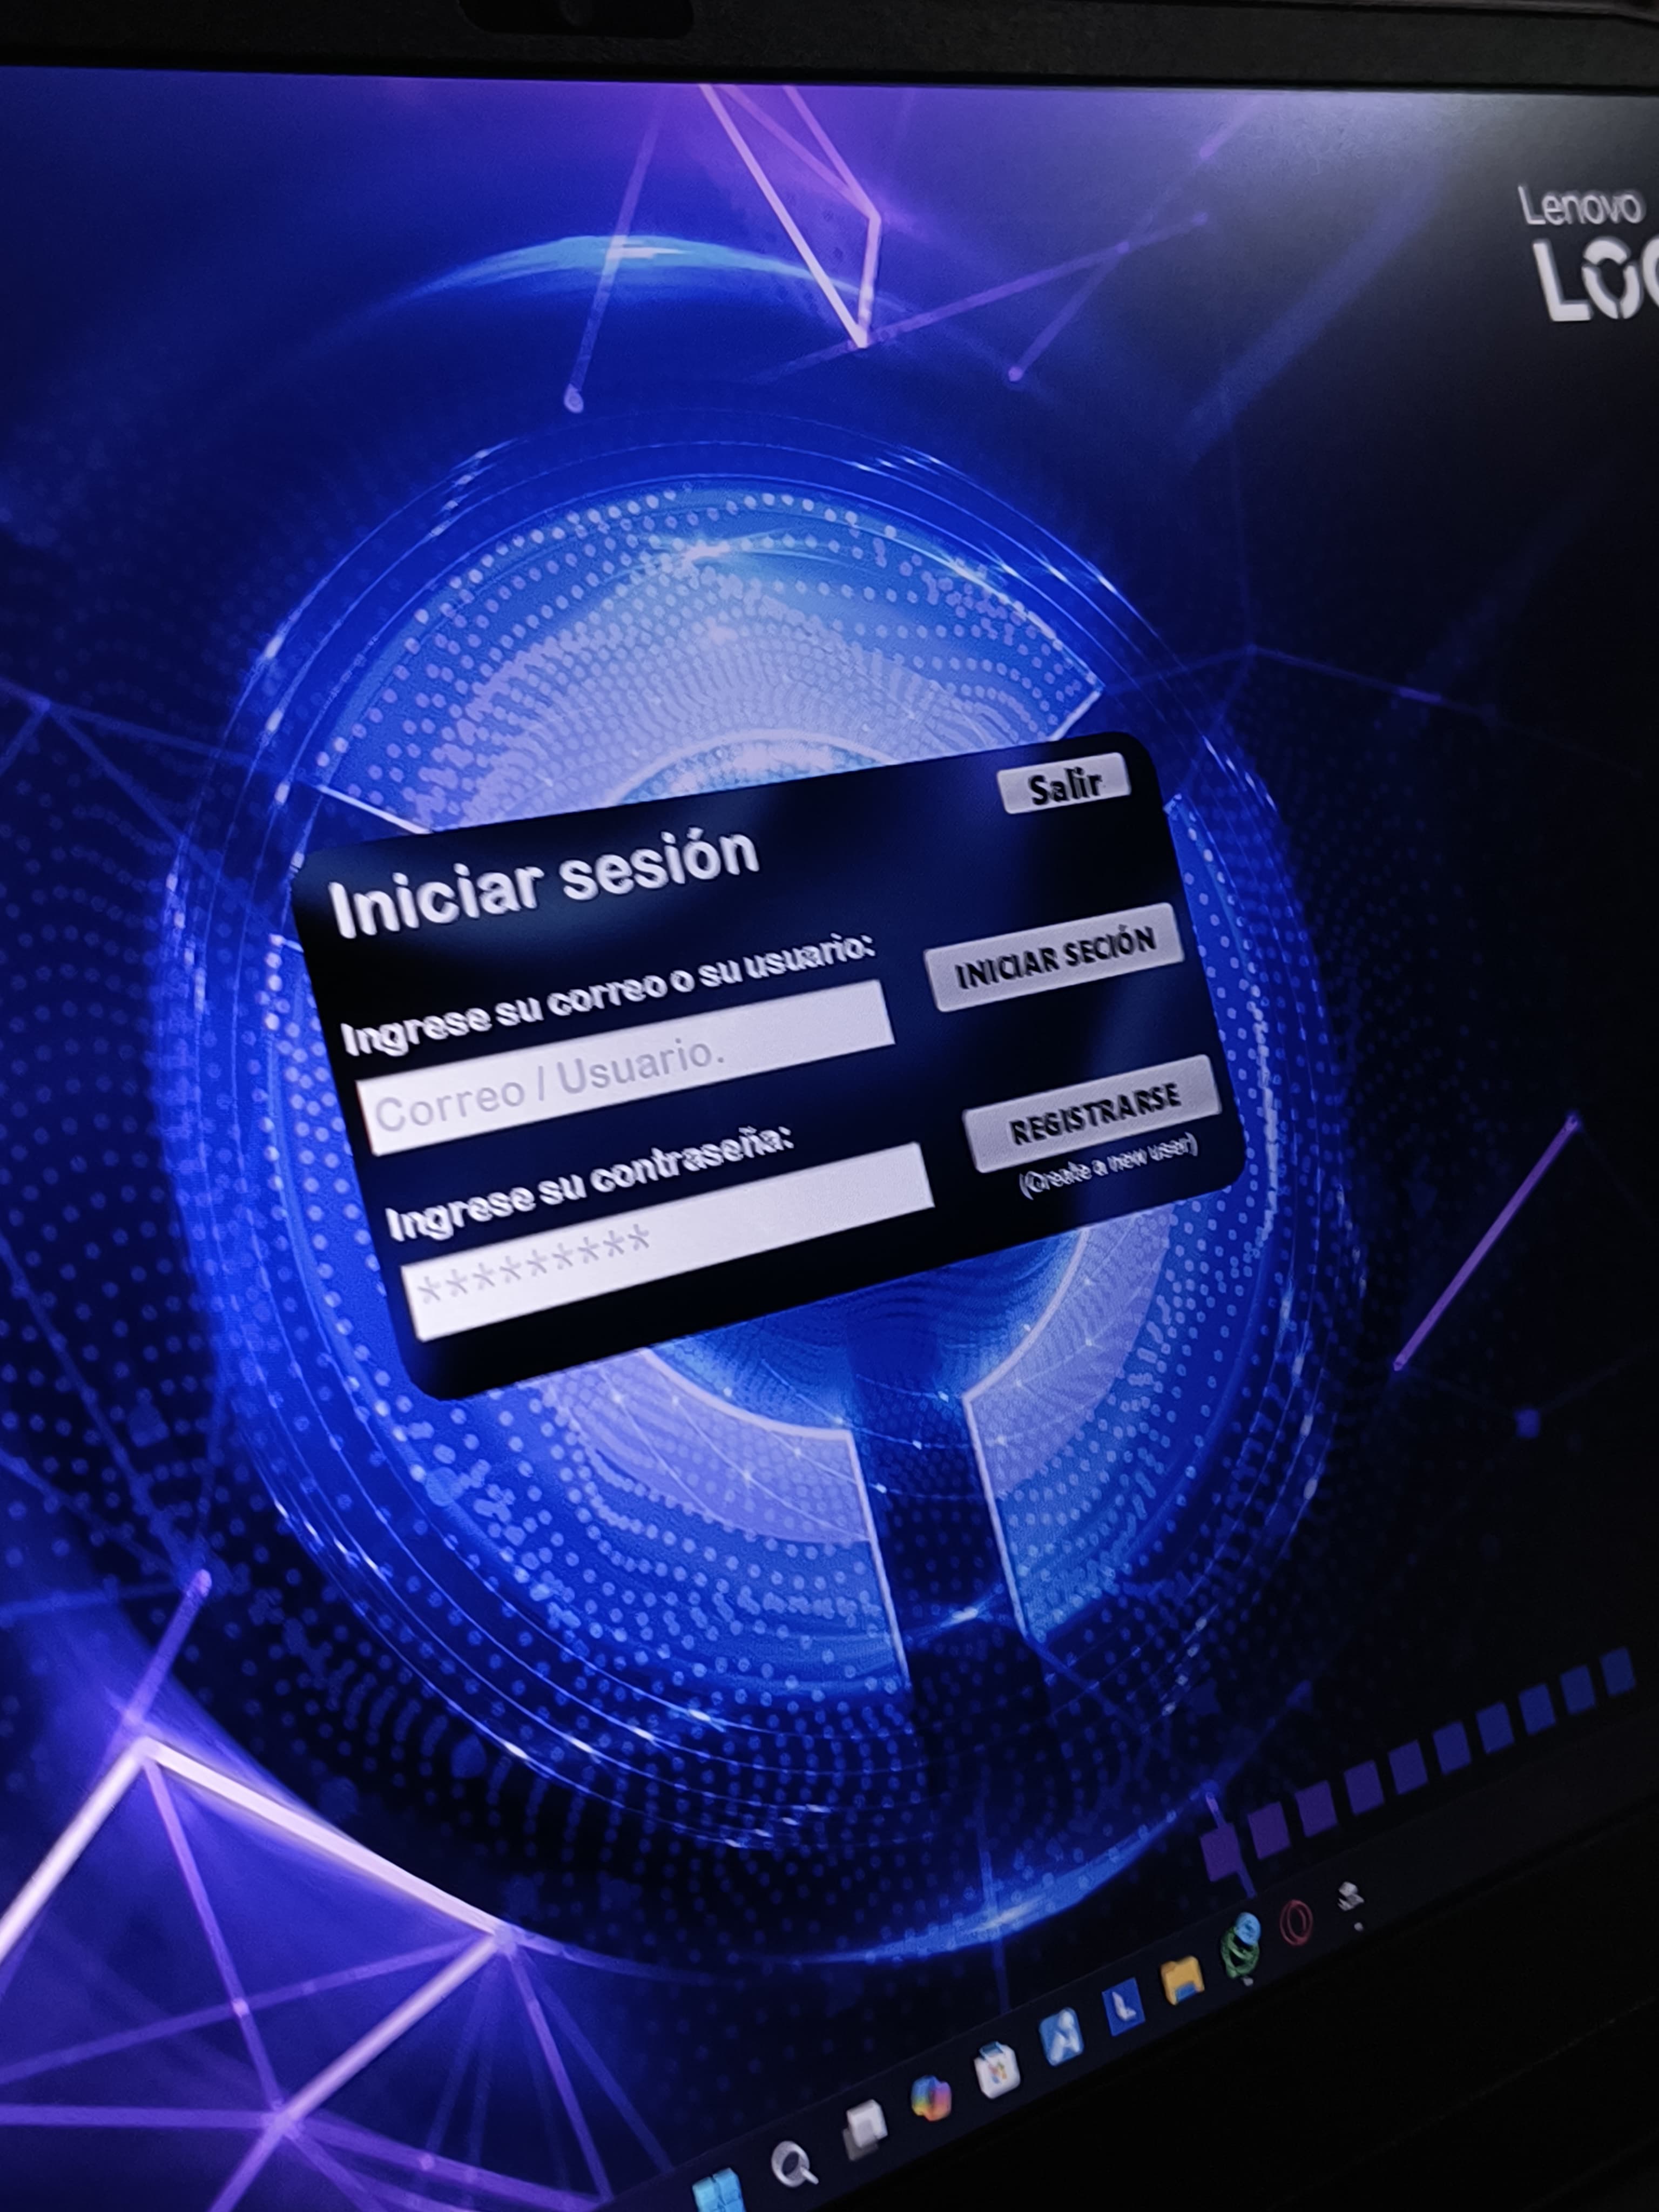 Lenovo
Salir
Iniciar sesión
Ingrese su correo o su usuario:
INICIAR SECIÓN
Correo / Usuario.
Ingrese su contraseña:
REGISTRARSE
(Create a new user)
*********